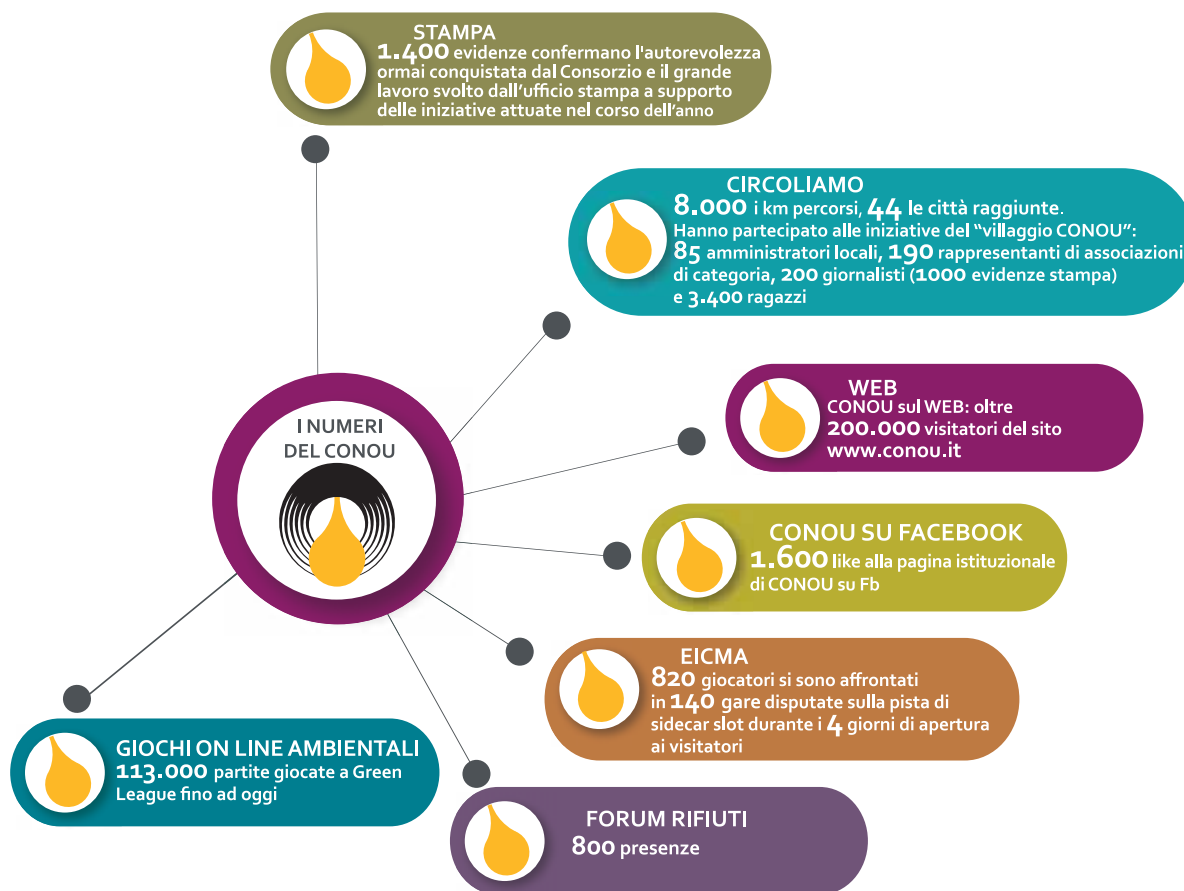 STAMPA
1.400 evidenze confermano l'autorevolezza
ormai conquistata dal Consorzio e il grande
lavoro svolto dall'ufficio stampa a supporto
delle iniziative attuate nel corso dell'anno
CIRCOLIAMO
8.000 i km percorsi, 44 le città raggiunte.
Hanno partecipato alle iniziative del "villaggio CONOU":
85 amministratori locali, 190 rappresentanti di associazioni
di categoria, 200 giornalisti (1000 evidenze stampa)
e 3.400 ragazzi
WEB
CONOU sul WEB: oltre
200.000 visitatori del sito
www.conou.it
I NUMERI
DEL CONOU
CONOU SU FACEBOOK
1.600 like alla pagina istituzionale
di CONOU su Fb
EICMA
820 giocatori si sono affrontati
in 140 gare disputate sulla pista di
sidecar slot durante i 4 giorni di apertura
ai visitatori
GIOCHI ON LINE AMBIENTALI
113.000 partite giocate a Green
League fino ad oggi
FORUM RIFIUTI
800 presenze